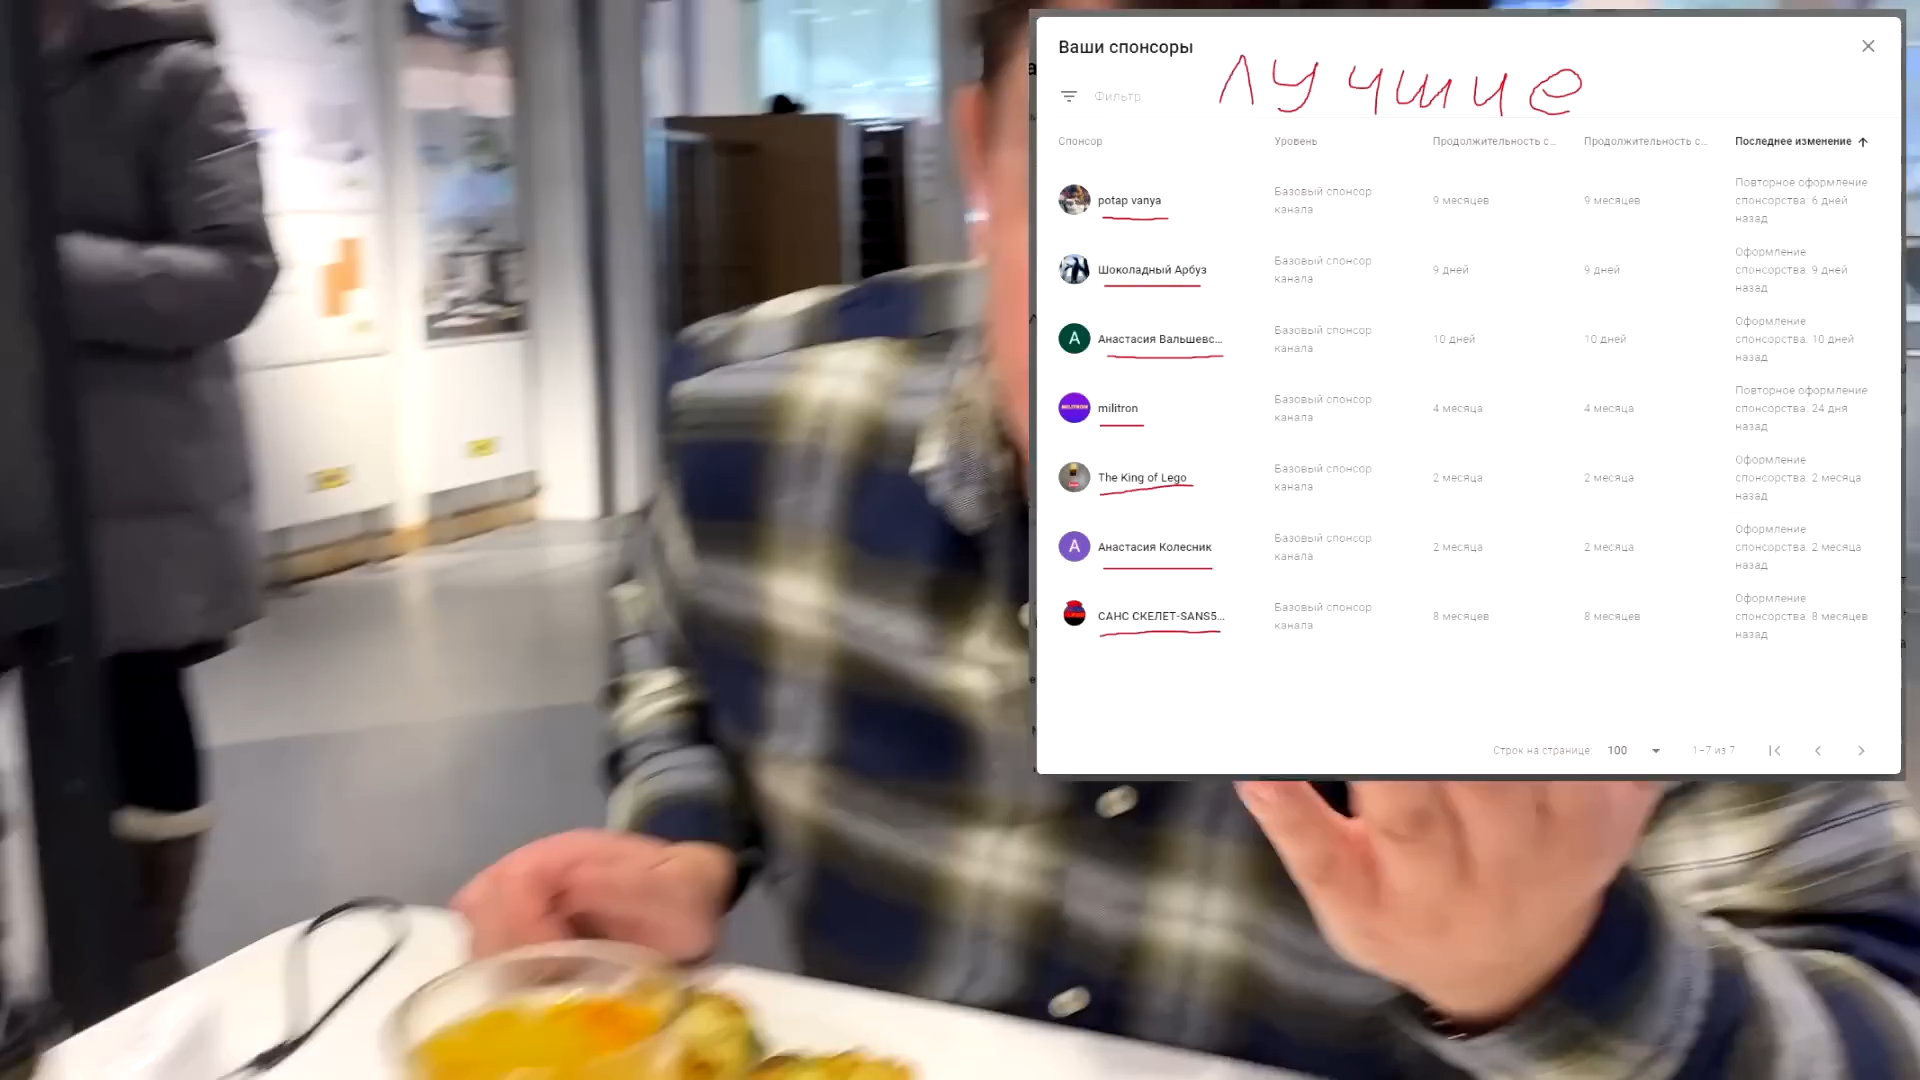 Ваши спонсоры
лучшие
Фильтр
Спонсор Уровень Продолжительность с... Продолжительность с... Последнее изменение
potap vanya Базовый спонсор канала 9 месяцев 9 месяцев Повторное оформление спонсорства: 6 дней назад
Шоколадный Арбуз Базовый спонсор канала 9 дней 9 дней Оформление спонсорства: 9 дней назад
Анастасия Вальшевс... Базовый спонсор канала 10 дней 10 дней Оформление спонсорства: 10 дней назад
militron Базовый спонсор канала 4 месяца 4 месяца Повторное оформление спонсорства: 24 дня назад
The King of Lego Базовый спонсор канала 2 месяца 2 месяца Оформление спонсорства: 2 месяца назад
А Анастасия Колесник Базовый спонсор канала 2 месяца 2 месяца Оформление спонсорства: 2 месяца назад
САНС СКЕЛЕТ-SANS5... Базовый спонсор канала 8 месяцев 8 месяцев Оформление спонсорства: 8 месяцев назад
Строк на странице: 100 1–7 из 7